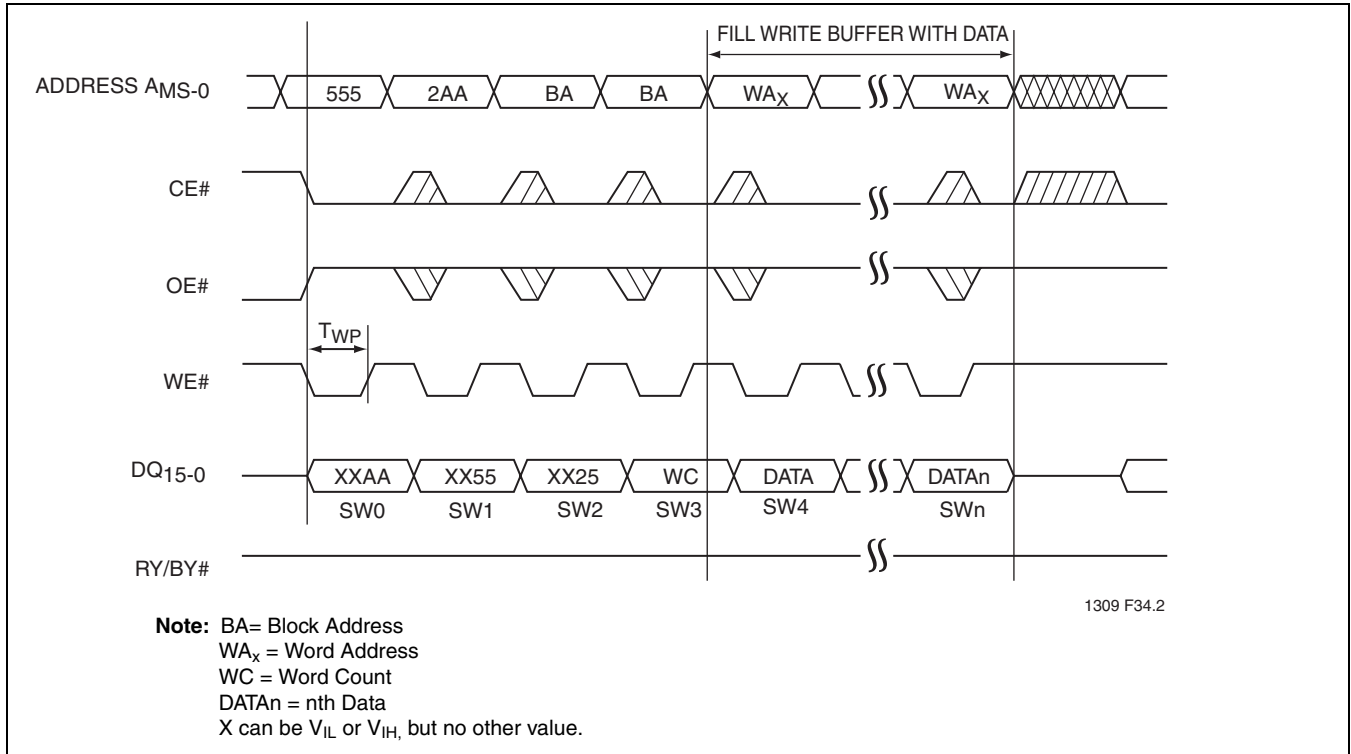 FILL WRITE BUFFER WITH DATA
ADDRESS AMS-0 555 2AA BA BA WAX WAX
CE#
OE#
TWP
WE#
DQ15-0 XXAA XX55 XX25 WC DATA DATAn
SW0 SW1 SW2 SW3 SW4 SWn
RY/BY#
1309 F34.2
Note: BA= Block Address
WAx = Word Address
WC = Word Count
DATAn = nth Data
X can be VIL or VIH, but no other value.